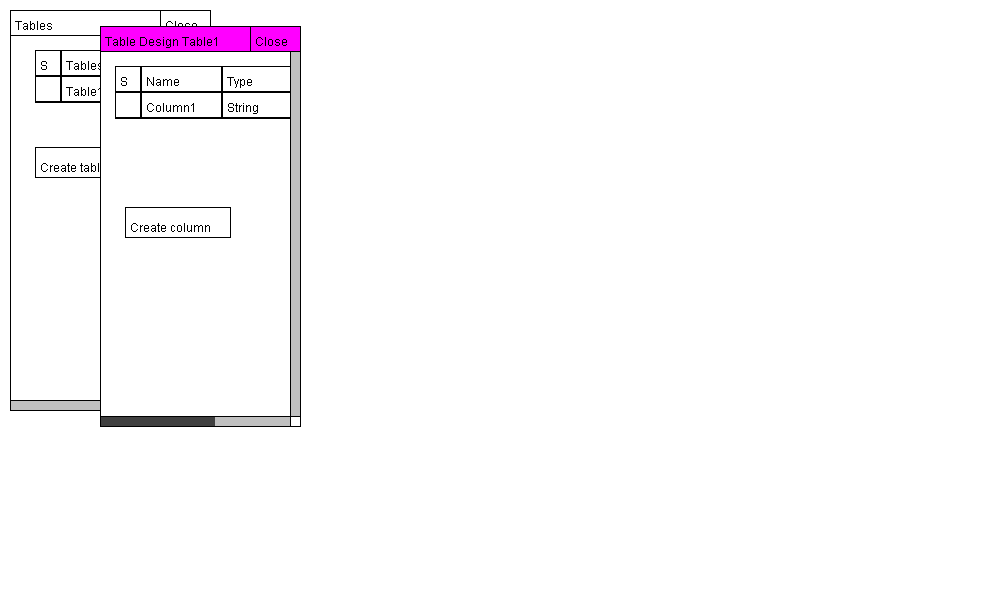 Tables Close
S Tables
Table1
Create tabl
Table Design Table1 Close
S Name Type
Column1 String
Create column